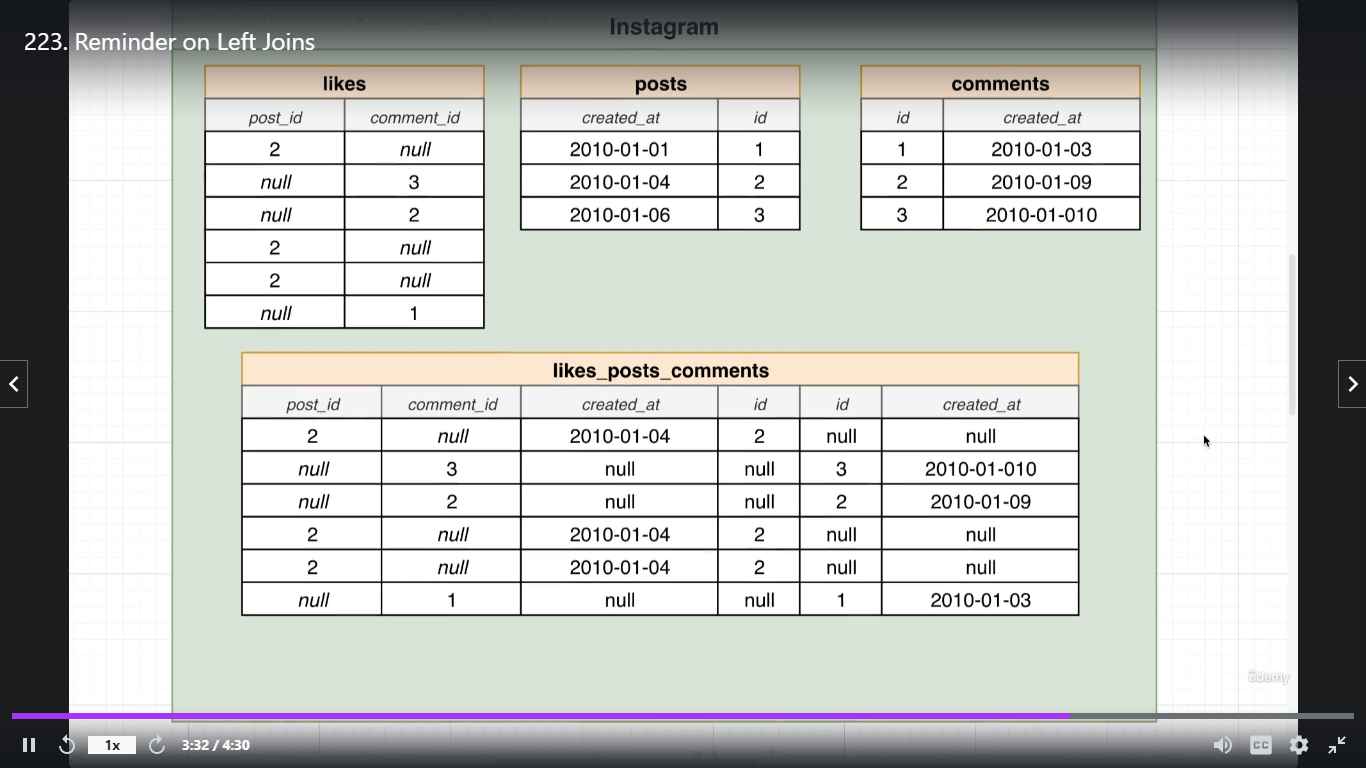 Instagram
223. Reminder on Left Joins
likes
post_id comment_id
2 null
null 3
null 2
2 null
2 null
null 1
posts
created_at id
2010-01-01 1
2010-01-04 2
2010-01-06 3
comments
id created_at
1 2010-01-03
2 2010-01-09
3 2010-01-010
likes_posts_comments
post_id comment_id created_at id id created_at
2 null 2010-01-04 2 null null
null 3 null null 3 2010-01-010
null 2 null null 2 2010-01-09
2 null 2010-01-04 2 null null
2 null 2010-01-04 2 null null
null 1 null null 1 2010-01-03
ûdemy
1x 3:32 / 4:30 CC